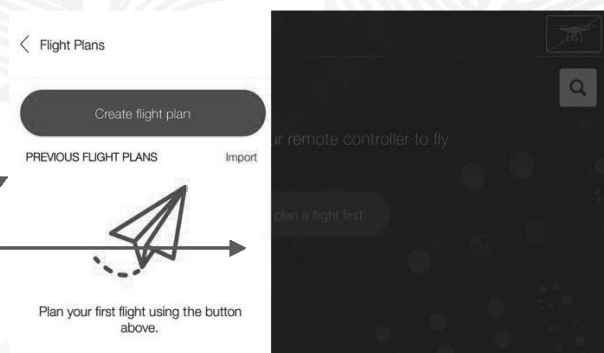 Flight Plans
Create flight plan
PREVIOUS FLIGHT PLANS Import
Plan your first flight using the button
above.
ur remote controller to fly
plan a flight first